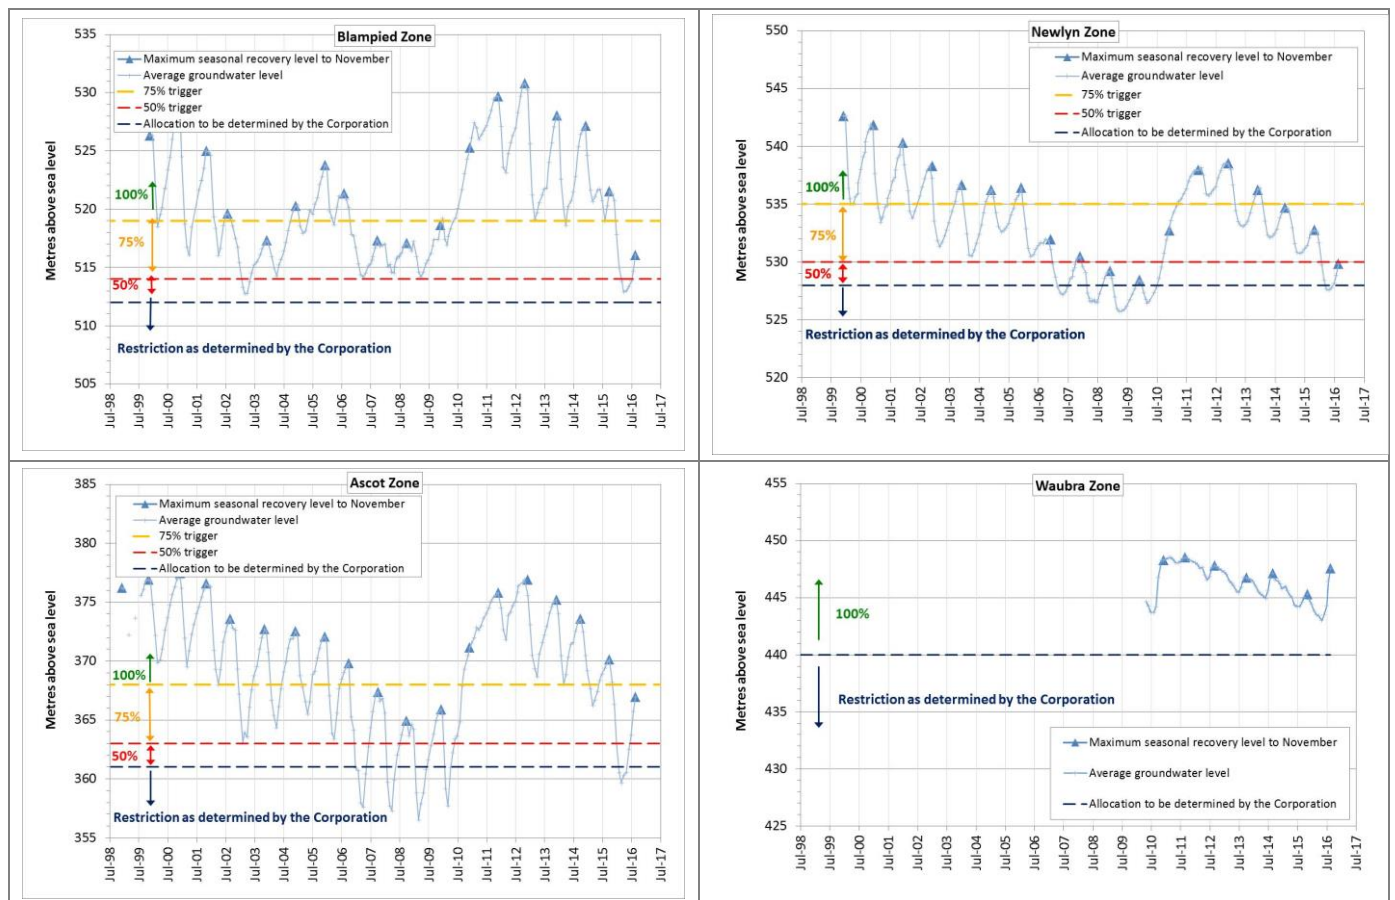 Blampied Zone
Maximum seasonal recovery level to November
Average groundwater level
75% trigger
50% trigger
Allocation to be determined by the Corporation
Metres above sea level
535
530
525
520
515
510
505
100%
75%
50%
Restriction as determined by the Corporation
Jul-98
Jul-99
Jul-00
Jul-01
Jul-02
Jul-03
Jul-04
Jul-05
Jul-06
Jul-07
Jul-08
Jul-09
Jul-10
Jul-11
Jul-12
Jul-13
Jul-14
Jul-15
Jul-16
Jul-17
Newlyn Zone
Maximum seasonal recovery level to November
Average groundwater level
75% trigger
50% trigger
Allocation to be determined by the Corporation
Metres above sea level
550
545
540
535
530
525
520
100%
75%
50%
Restriction as determined by the Corporation
Jul-98
Jul-99
Jul-00
Jul-01
Jul-02
Jul-03
Jul-04
Jul-05
Jul-06
Jul-07
Jul-08
Jul-09
Jul-10
Jul-11
Jul-12
Jul-13
Jul-14
Jul-15
Jul-16
Jul-17
Ascot Zone
Maximum seasonal recovery level to November
Average groundwater level
75% trigger
50% trigger
Allocation to be determined by the Corporation
Metres above sea level
385
380
375
370
365
360
355
100%
75%
50%
Restriction as determined by the Corporation
Jul-98
Jul-99
Jul-00
Jul-01
Jul-02
Jul-03
Jul-04
Jul-05
Jul-06
Jul-07
Jul-08
Jul-09
Jul-10
Jul-11
Jul-12
Jul-13
Jul-14
Jul-15
Jul-16
Jul-17
Waubra Zone
Metres above sea level
455
450
445
440
435
430
425
100%
Restriction as determined by the Corporation
Maximum seasonal recovery level to November
Average groundwater level
Allocation to be determined by the Corporation
Jul-98
Jul-99
Jul-00
Jul-01
Jul-02
Jul-03
Jul-04
Jul-05
Jul-06
Jul-07
Jul-08
Jul-09
Jul-10
Jul-11
Jul-12
Jul-13
Jul-14
Jul-15
Jul-16
Jul-17